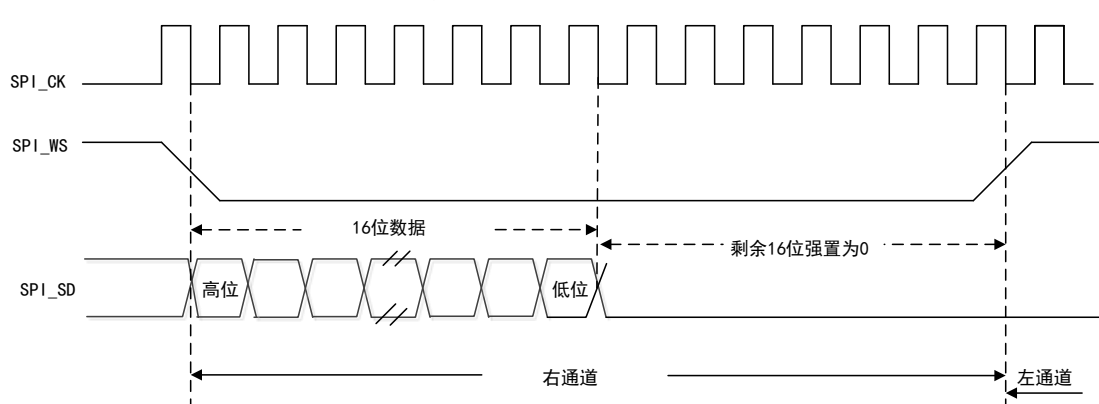 SPI_CK
SPI_WS
16位数据
剩余16位强置为0
SPI_SD
高位
低位
右通道
左通道